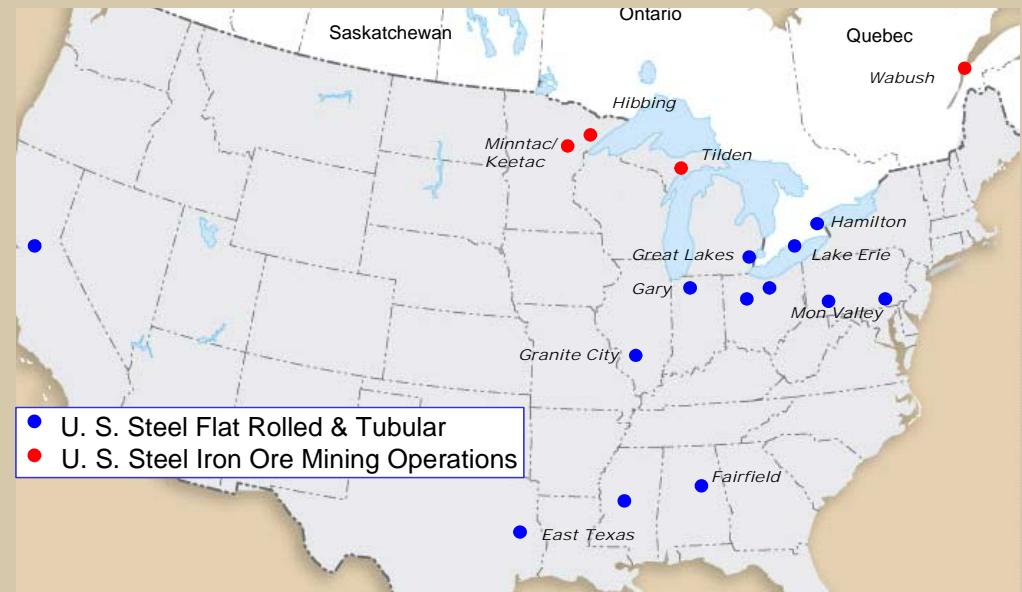 Ontario
Saskatchewan
Quebec
Wabush
Hibbing
Minntac/
Keetac
Tilden
Hamilton
Great Lakes
Lake Erie
Gary
Mon Valley
Granite City
U. S. Steel Flat Rolled & Tubular
U. S. Steel Iron Ore Mining Operations
Fairfield
East Texas